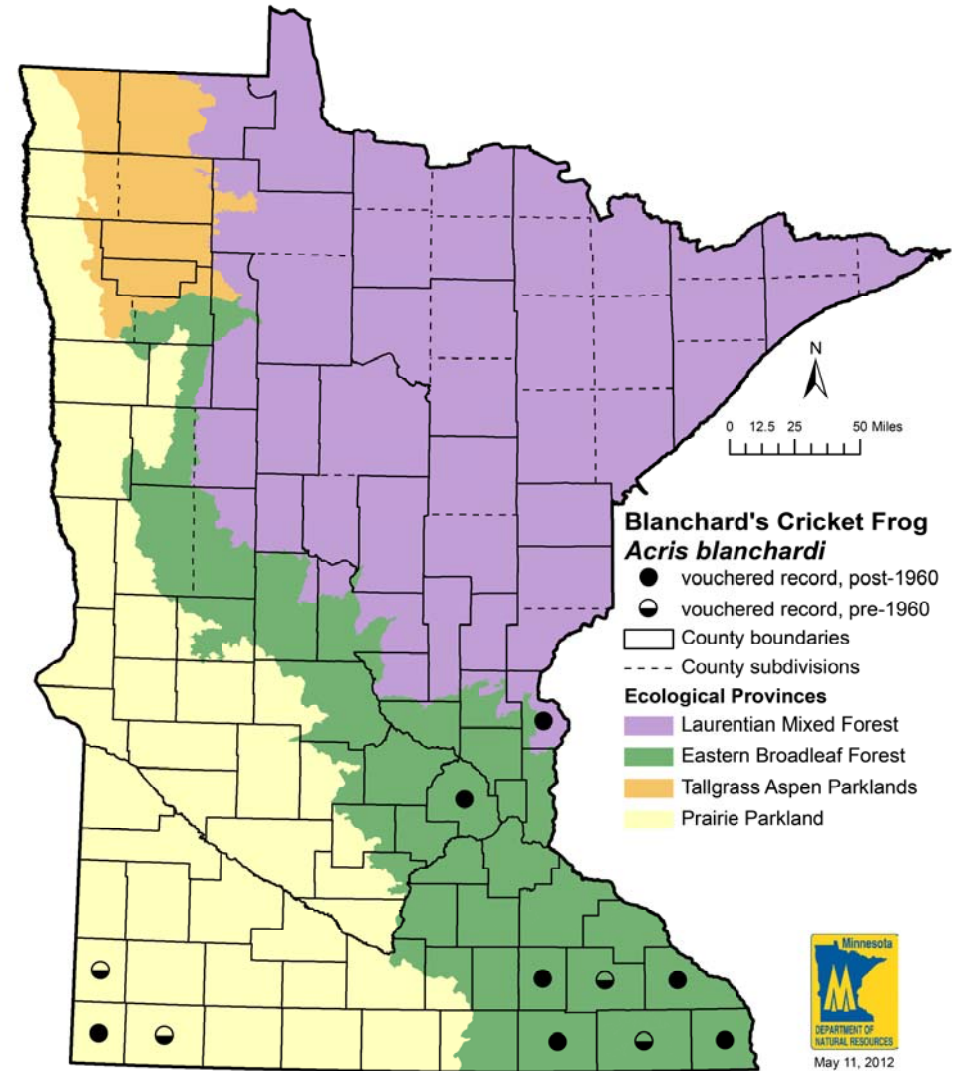 N
0 12.5 25 50 Miles
Blanchard's Cricket Frog
Acris blanchardi
vouchered record, post-1960
vouchered record, pre-1960
County boundaries
County subdivisions
Ecological Provinces
Laurentian Mixed Forest
Eastern Broadleaf Forest
Tallgrass Aspen Parklands
Prairie Parkland
Minnesota
DEPARTMENT OF
NATURAL RESOURCES
May 11, 2012